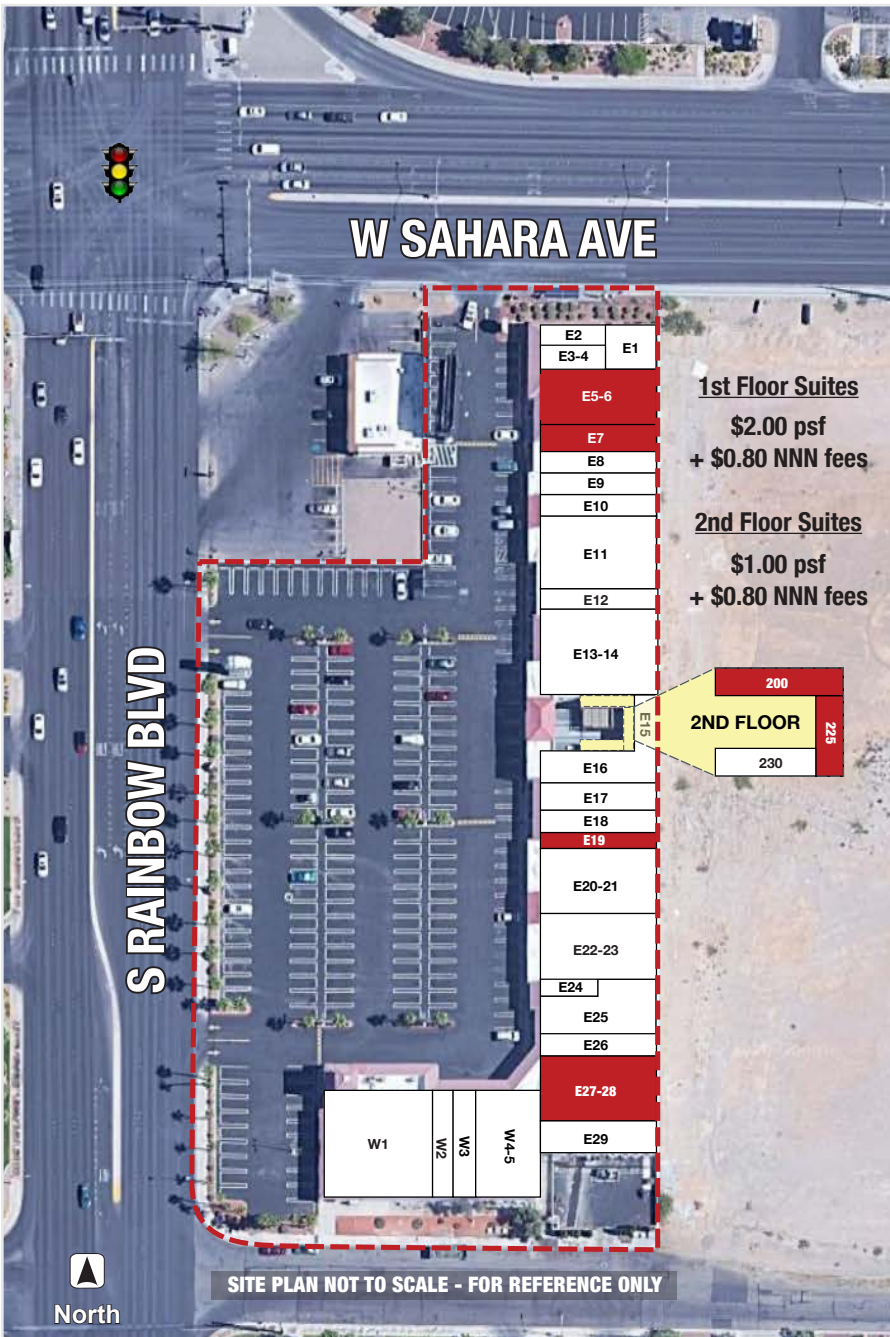 W SAHARA AVE
E2
E1
E3-4
E5-6
E7
E8
E9
E10
E11
E12
E13-14
E15
E16
E17
E18
E19
E20-21
E22-23
E24
E25
E26
E27-28
E29
W1
W2
W3
W4-5
1st Floor Suites
$2.00 psf
+ $0.80 NNN fees
2nd Floor Suites
$1.00 psf
+ $0.80 NNN fees
200
2ND FLOOR
225
230
S RAINBOW BLVD
SITE PLAN NOT TO SCALE - FOR REFERENCE ONLY
North